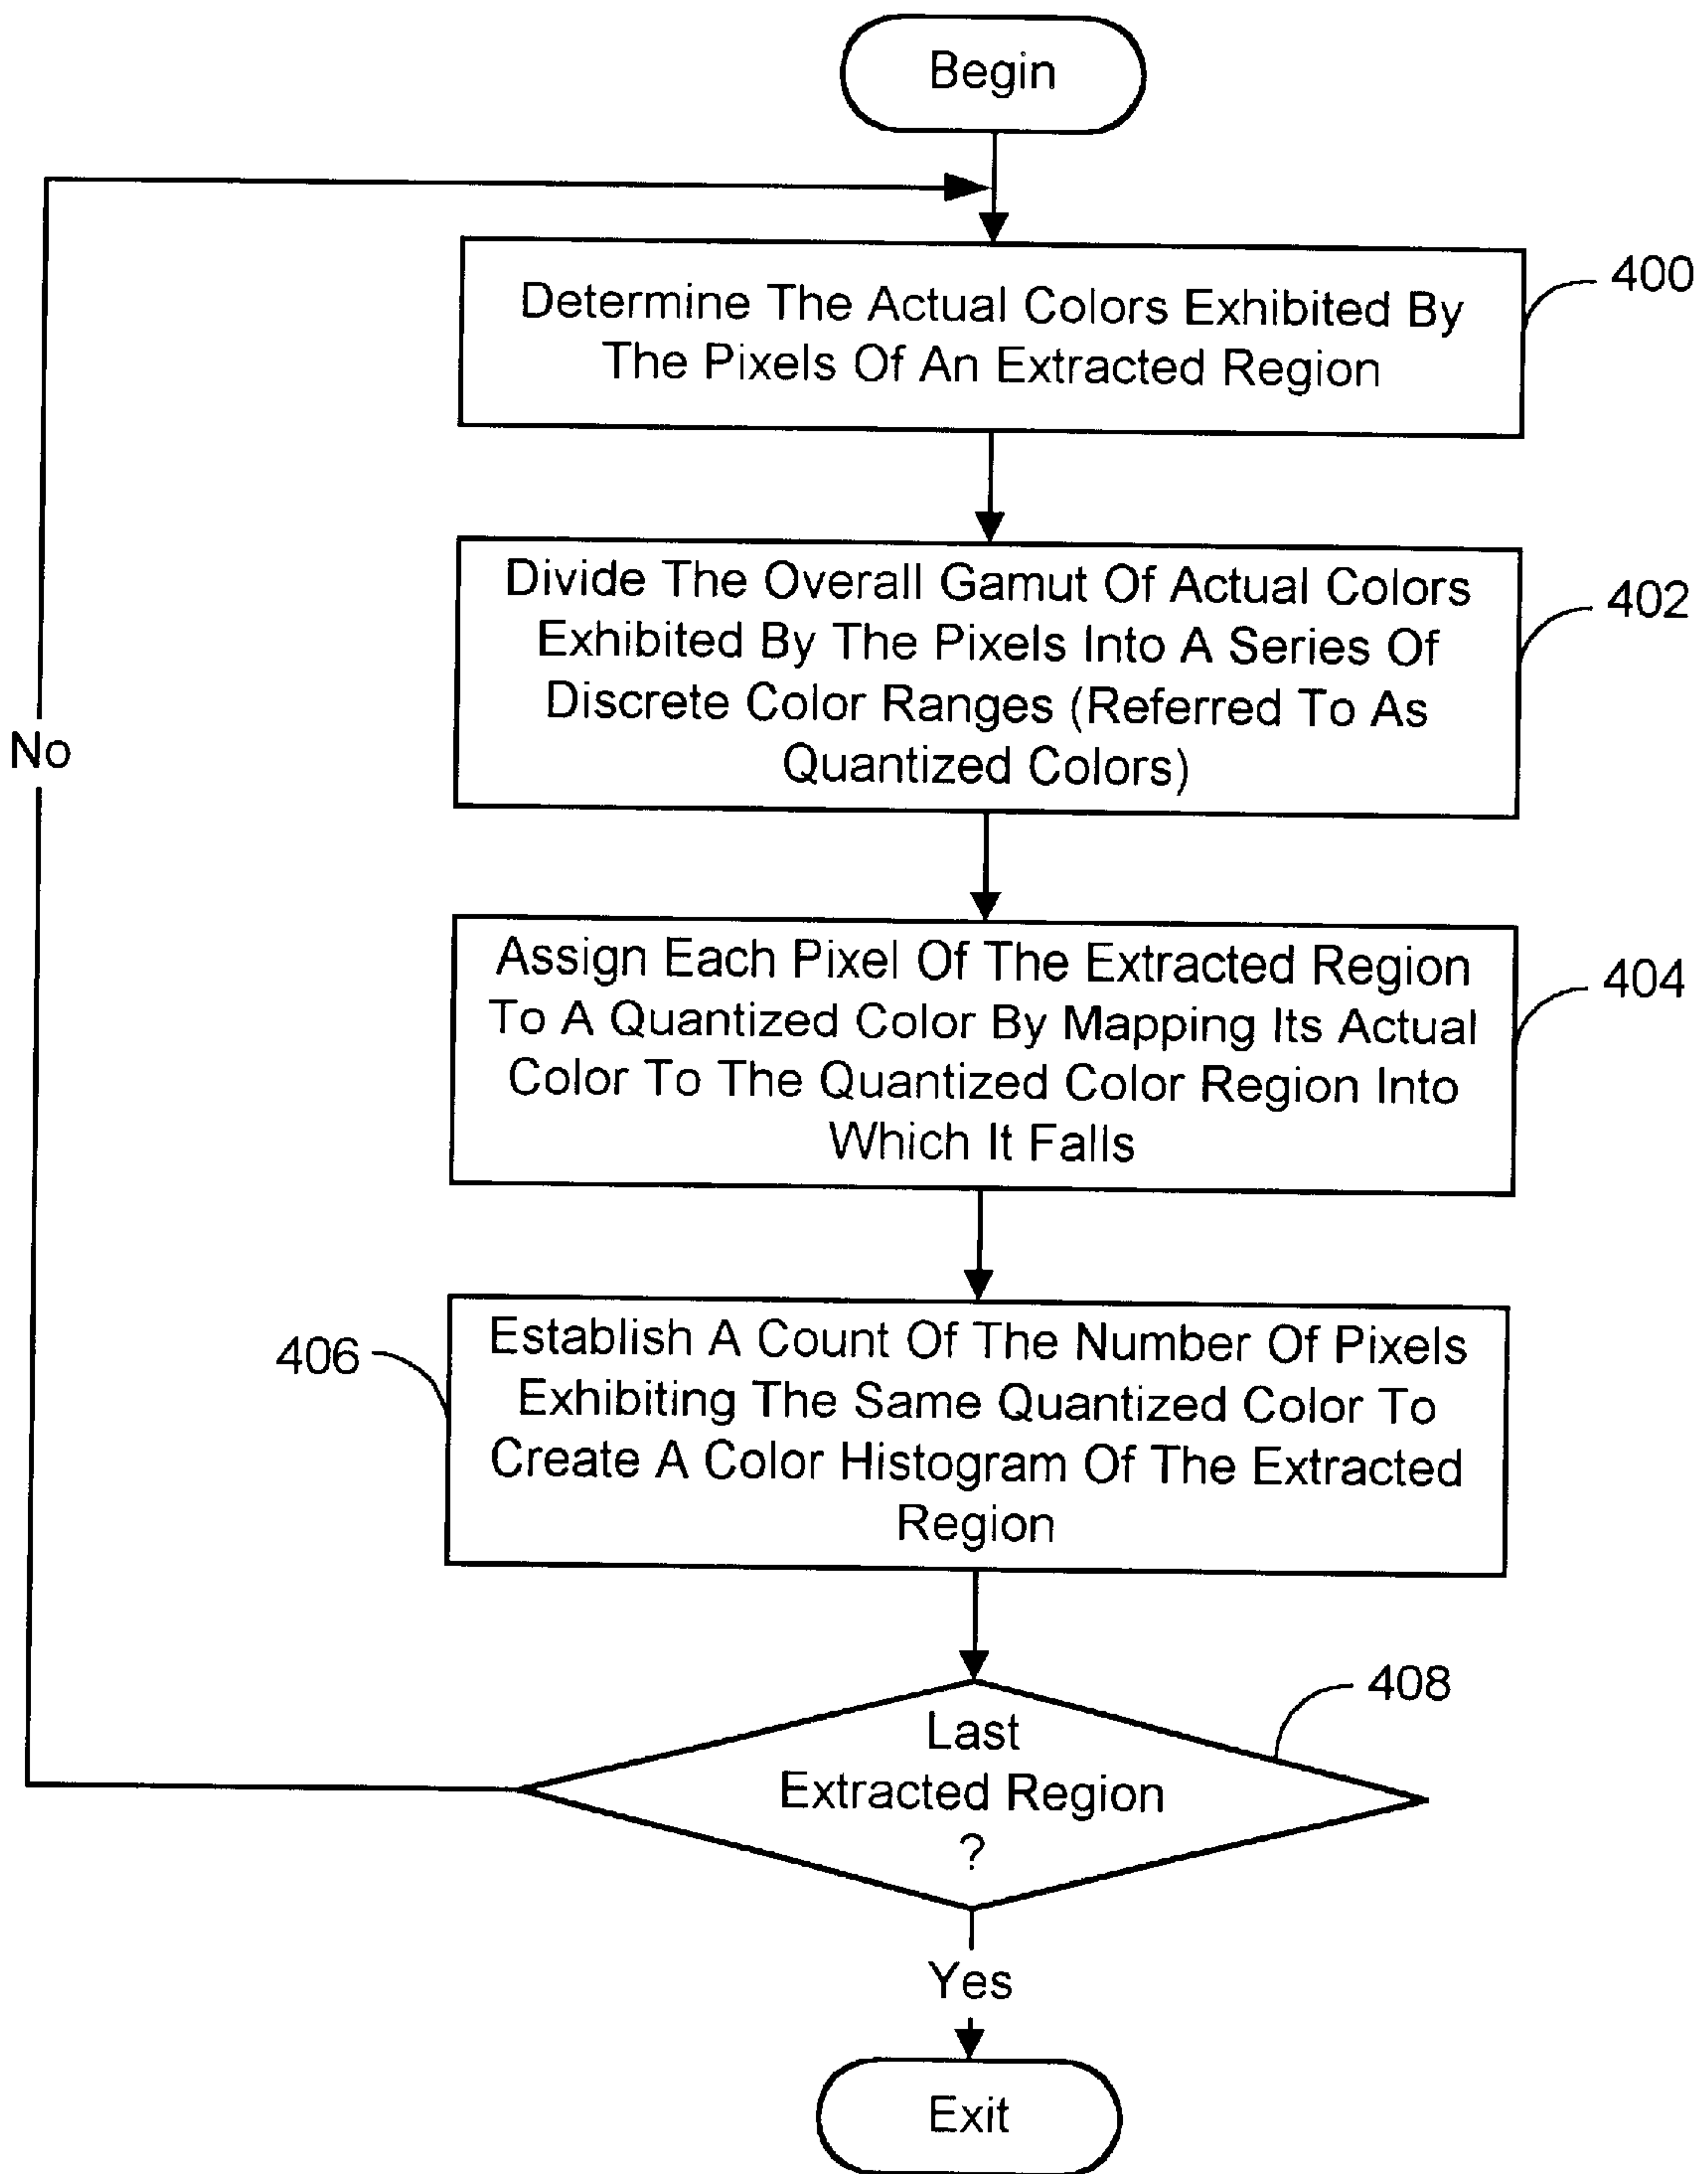 Begin
Determine The Actual Colors Exhibited By
The Pixels Of An Extracted Region
400
Divide The Overall Gamut Of Actual Colors
Exhibited By The Pixels Into A Series Of
Discrete Color Ranges (Referred To As
Quantized Colors)
402
No
Assign Each Pixel Of The Extracted Region
To A Quantized Color By Mapping Its Actual
Color To The Quantized Color Region Into
Which It Falls
404
406
Establish A Count Of The Number Of Pixels
Exhibiting The Same Quantized Color To
Create A Color Histogram Of The Extracted
Region
408
Last
Extracted Region
?
Yes
Exit